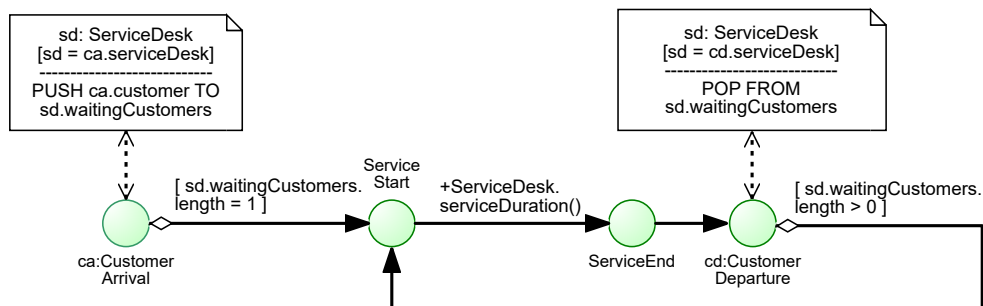 sd: ServiceDesk
[sd = ca.serviceDesk]
----------------------------
PUSH ca.customer TO
sd.waitingCustomers
sd: ServiceDesk
[sd = cd.serviceDesk]
----------------------------
POP FROM
sd.waitingCustomers
[ sd.waitingCustomers.
length = 1 ]
Service
Start
+ServiceDesk.
serviceDuration()
[ sd.waitingCustomers.
length > 0 ]
ca:Customer
Arrival
ServiceEnd
cd:Customer
Departure